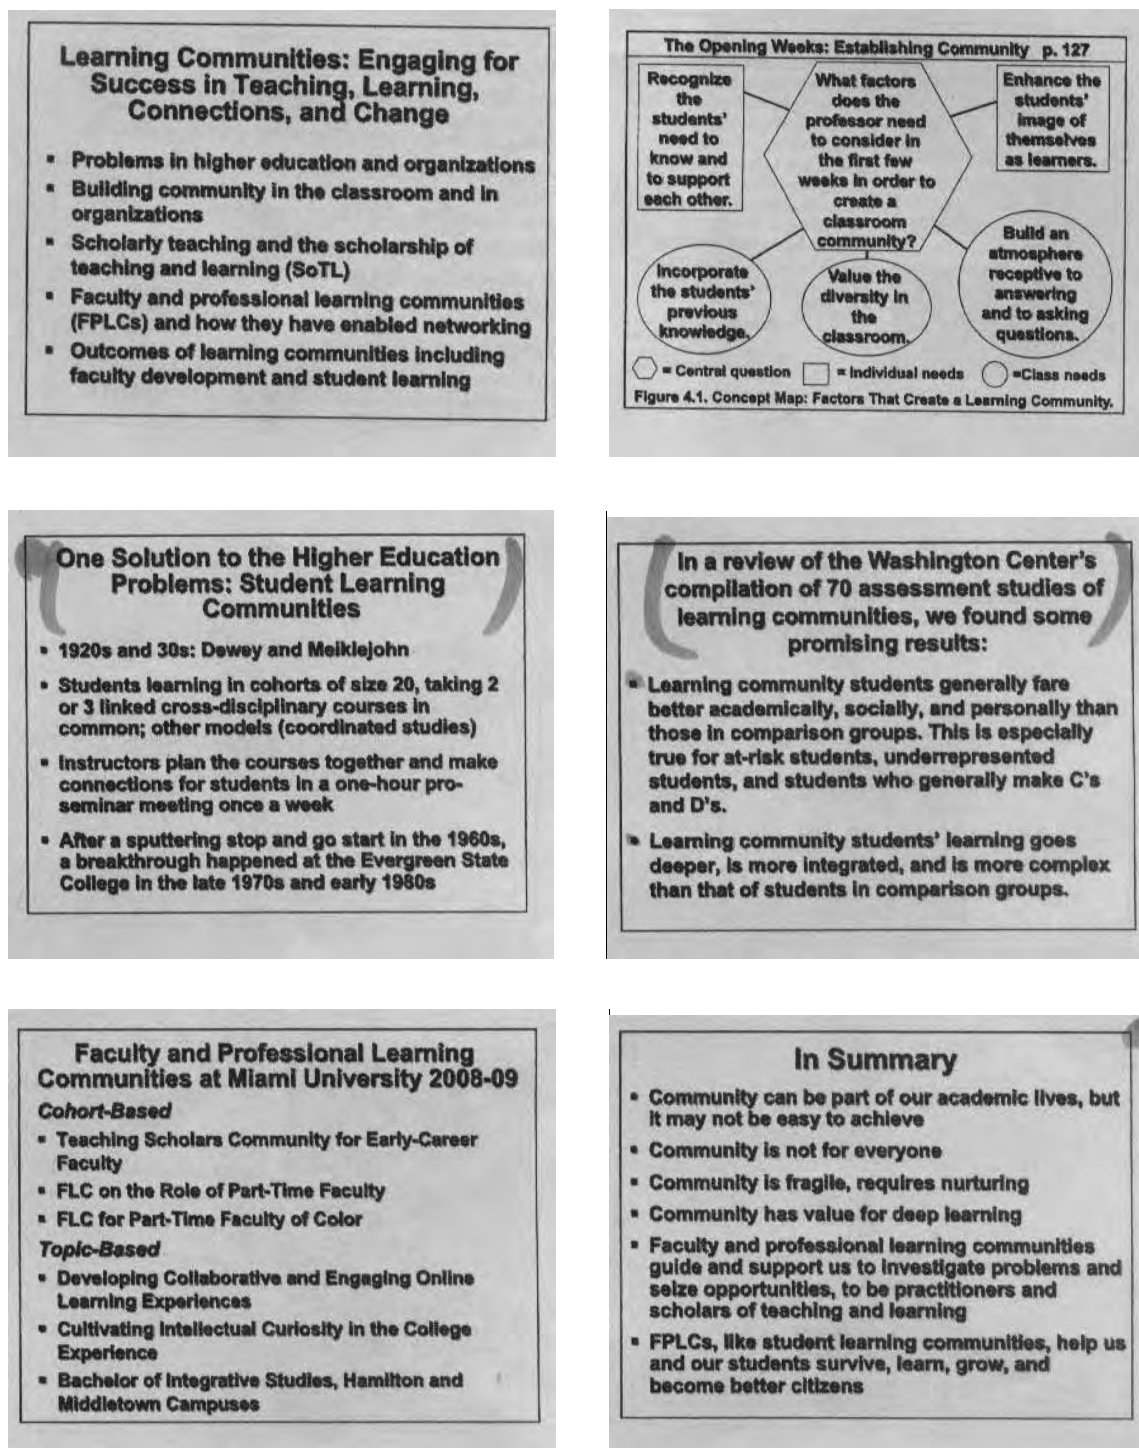 Learning Communities: Engaging for
Success in Teaching, Learning,
Connections, and Change
▪ Problems in higher education and organizations
▪ Building community in the classroom and in
organizations
▪ Scholarly teaching and the scholarship of
teaching and learning (SoTL)
▪ Faculty and professional learning communities
(FPLCs) and how they have enabled networking
▪ Outcomes of learning communities including
faculty development and student learning
The Opening Weeks: Establishing Community p. 127
Recognize
the
students'
need to
know and
to support
each other.
What factors
does the
professor need
to consider in
the first few
weeks in order to
create a
classroom
community?
Enhance the
students'
image of
themselves
as learners.
Incorporate
the students'
previous
knowledge.
Value the
diversity in
the
classroom.
Build an
atmosphere
receptive to
answering
and to asking
questions.
= Central question
= Individual needs
=Class needs
Figure 4.1. Concept Map: Factors That Create a Learning Community.
One Solution to the Higher Education
Problems: Student Learning
Communities
▪ 1920s and 30s: Dewey and Meiklejohn
▪ Students learning in cohorts of size 20, taking 2
or 3 linked cross-disciplinary courses in
common; other models (coordinated studies)
▪ Instructors plan the courses together and make
connections for students in a one-hour pro-
seminar meeting once a week
▪ After a sputtering stop and go start in the 1960s,
a breakthrough happened at the Evergreen State
College in the late 1970s and early 1980s
In a review of the Washington Center's
compilation of 70 assessment studies of
learning communities, we found some
promising results:
▪ Learning community students generally fare
better academically, socially, and personally than
those in comparison groups. This is especially
true for at-risk students, underrepresented
students, and students who generally make C's
and D's.
▪ Learning community students' learning goes
deeper, is more integrated, and is more complex
than that of students in comparison groups.
Faculty and Professional Learning
Communities at Miami University 2008-09
Cohort-Based
▪ Teaching Scholars Community for Early-Career
Faculty
▪ FLC on the Role of Part-Time Faculty
▪ FLC for Part-Time Faculty of Color
Topic-Based
▪ Developing Collaborative and Engaging Online
Learning Experiences
▪ Cultivating Intellectual Curiosity in the College
Experience
▪ Bachelor of Integrative Studies, Hamilton and
Middletown Campuses
In Summary
▪ Community can be part of our academic lives, but
it may not be easy to achieve
▪ Community is not for everyone
▪ Community is fragile, requires nurturing
▪ Community has value for deep learning
▪ Faculty and professional learning communities
guide and support us to investigate problems and
seize opportunities, to be practitioners and
scholars of teaching and learning
▪ FPLCs, like student learning communities, help us
and our students survive, learn, grow, and
become better citizens